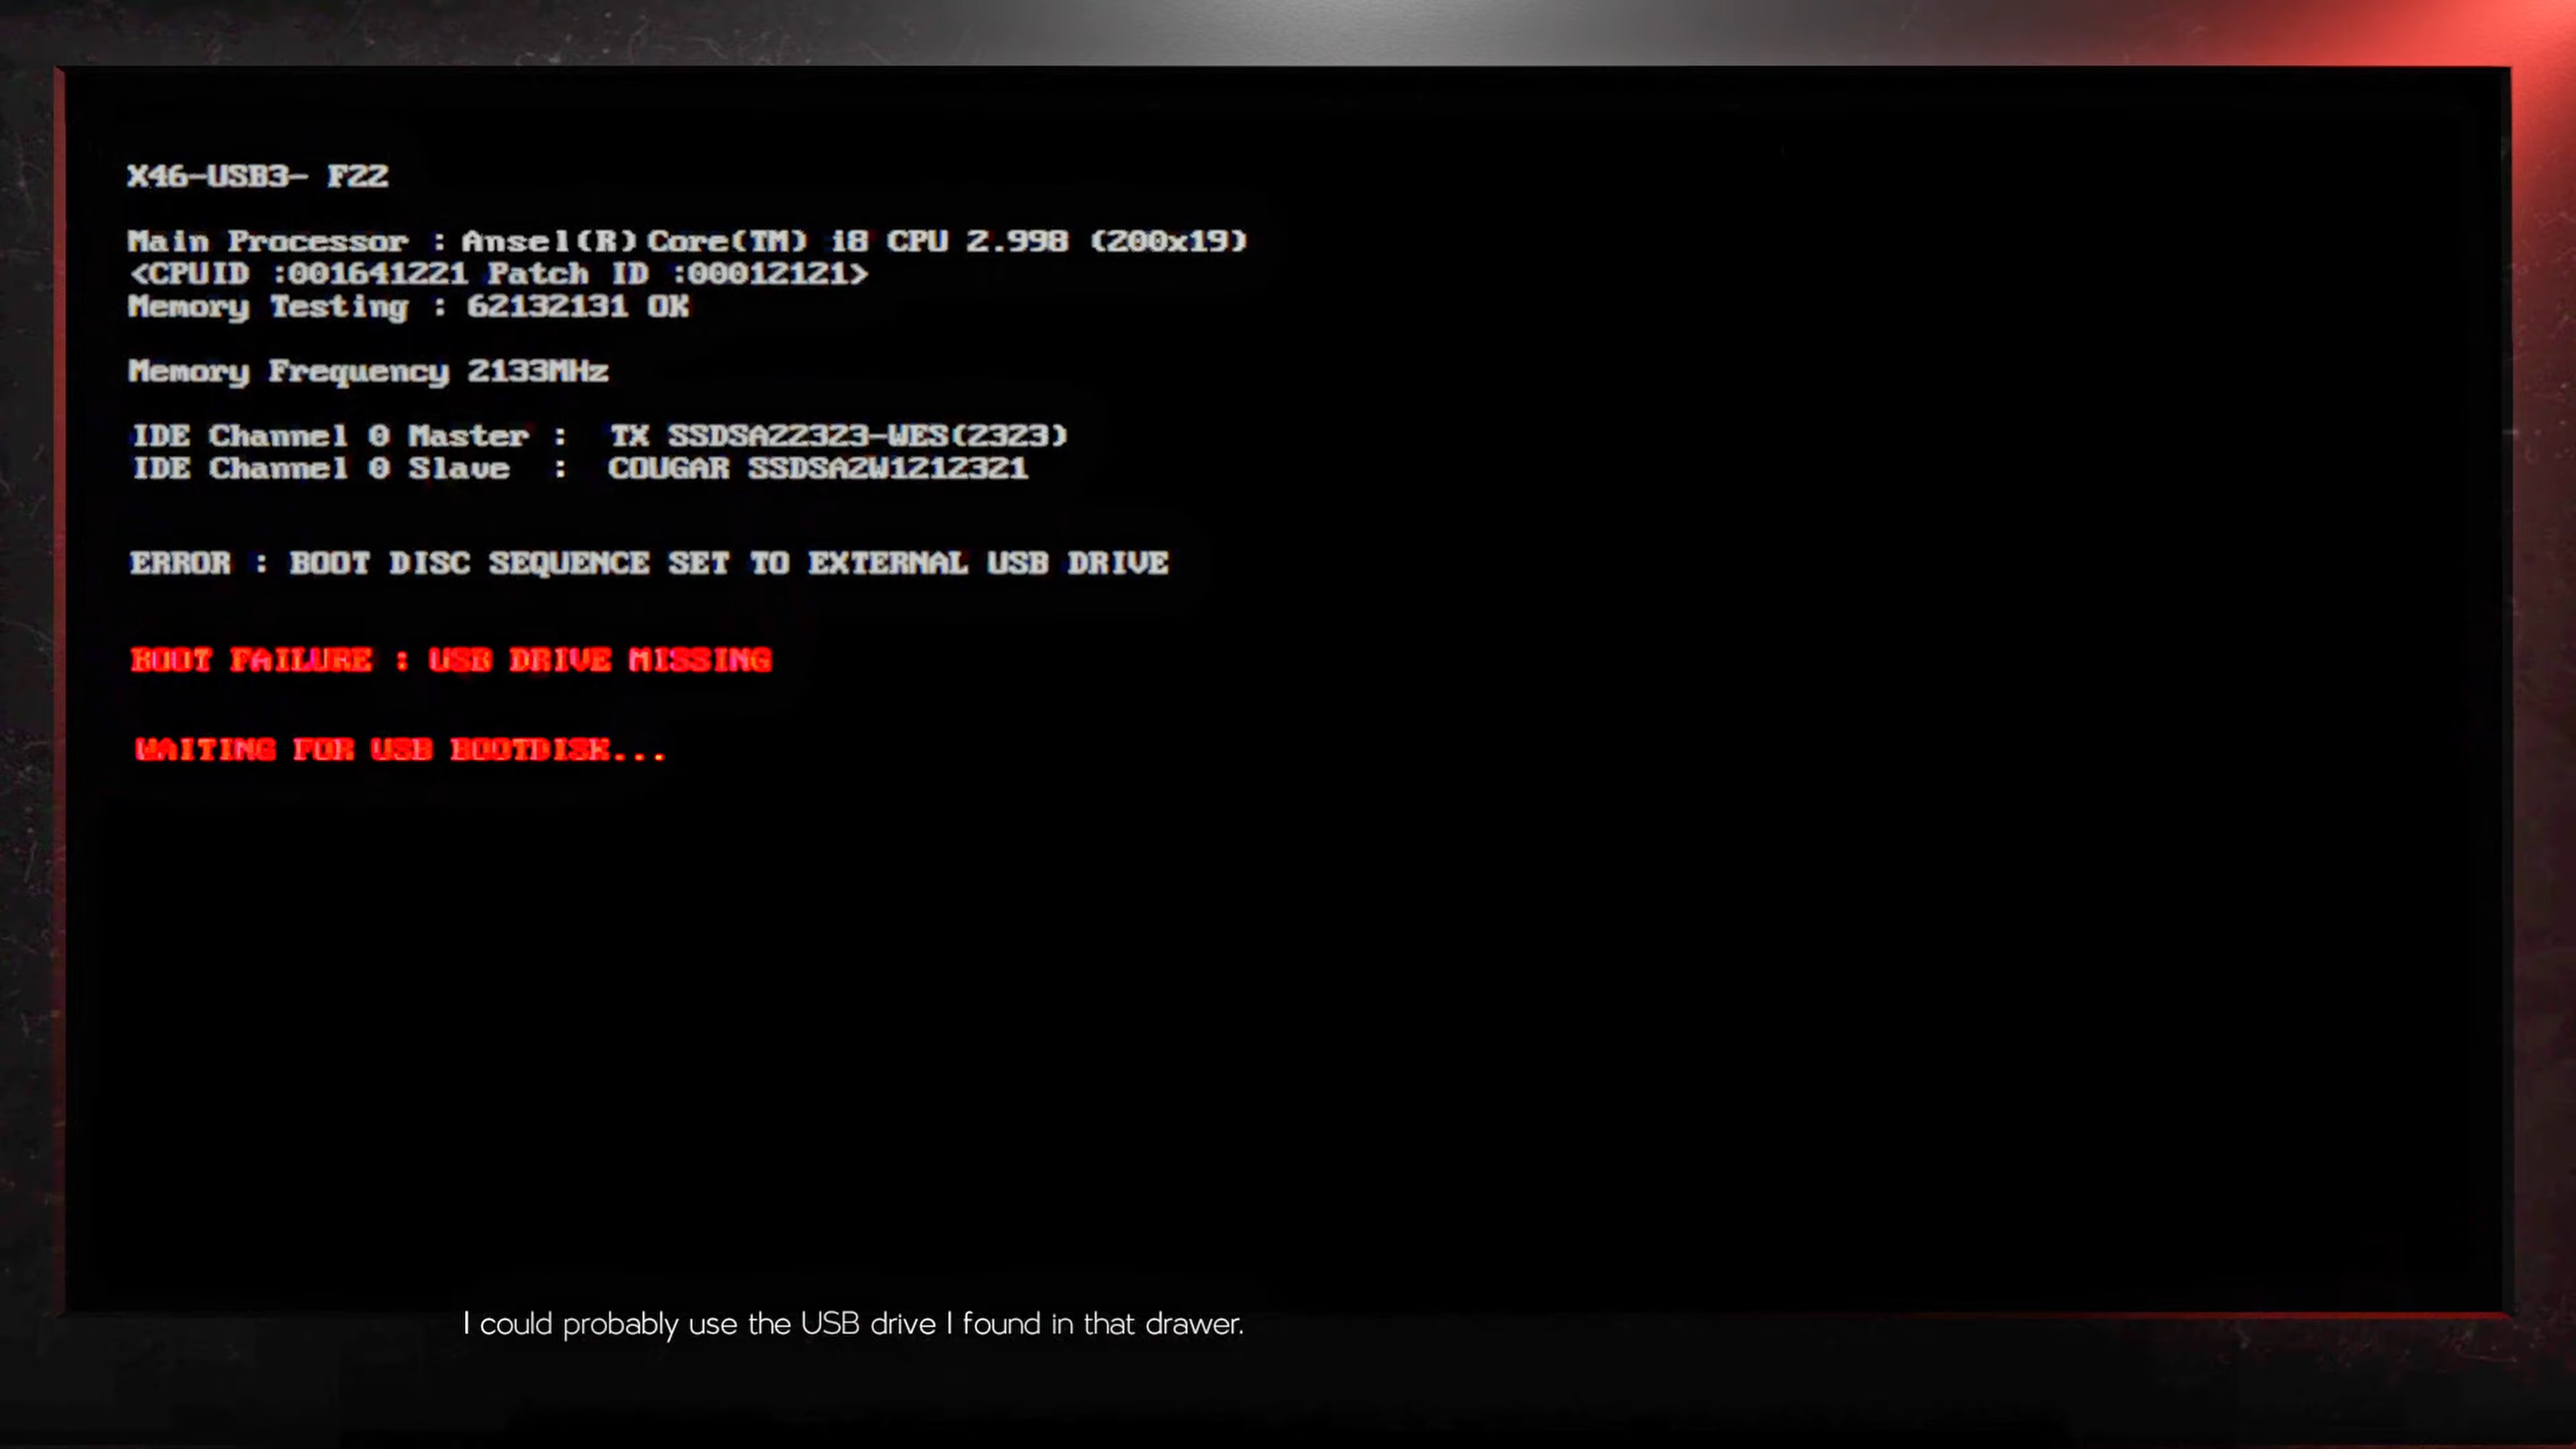 X46-USB3- F22
Main Processor : Ansel(R) Core(TM) i8 CPU 2.998 (200x19)
<CPUID :001641221 Patch ID :00012121>
Memory Testing : 62132131 OK
Memory Frequency 2133MHz
IDE Channel 0 Master : TX SSDSA22323-WES(2323)
IDE Channel 0 Slave : COUGAR SSDSA2W1212321
ERROR : BOOT DISC SEQUENCE SET TO EXTERNAL USB DRIVE
BOOT FAILURE : USB DRIVE MISSING
WAITING FOR USB BOOTDISK...
I could probably use the USB drive I found in that drawer.